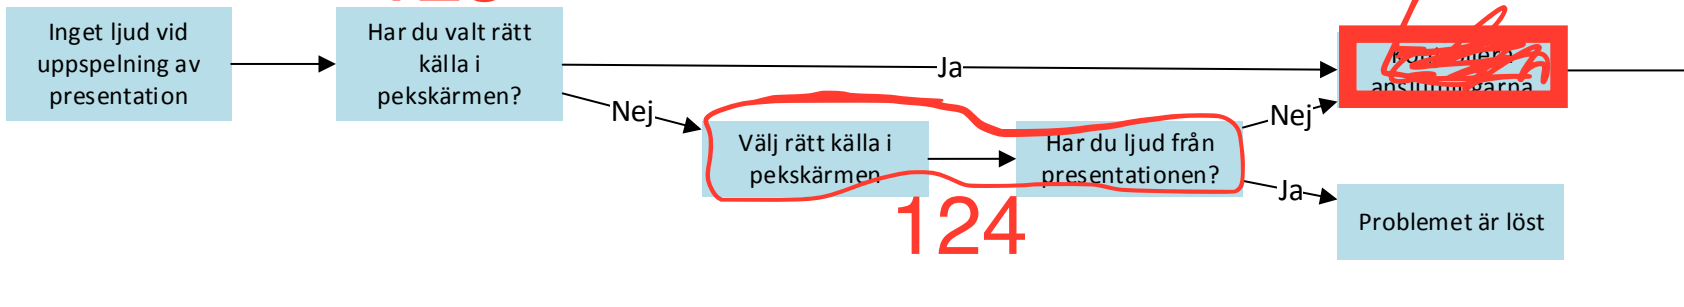 Inget ljud vid
uppspelning av
presentation
Har du valt rätt
källa i
pekskärmen?
Ja
Nej
Välj rätt källa i
pekskärmen
Har du ljud från
presentationen?
Nej
Ja
Problemet är löst
124